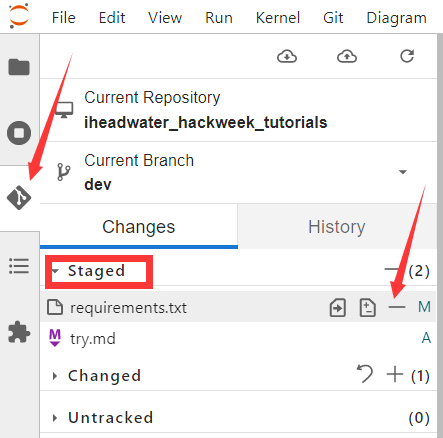 File Edit View Run Kernel Git Diagram
Current Repository
iheadwater_hackweek_tutorials
Current Branch
dev
Changes History
Staged (2)
requirements.txt M
try.md A
Changed (1)
Untracked (0)